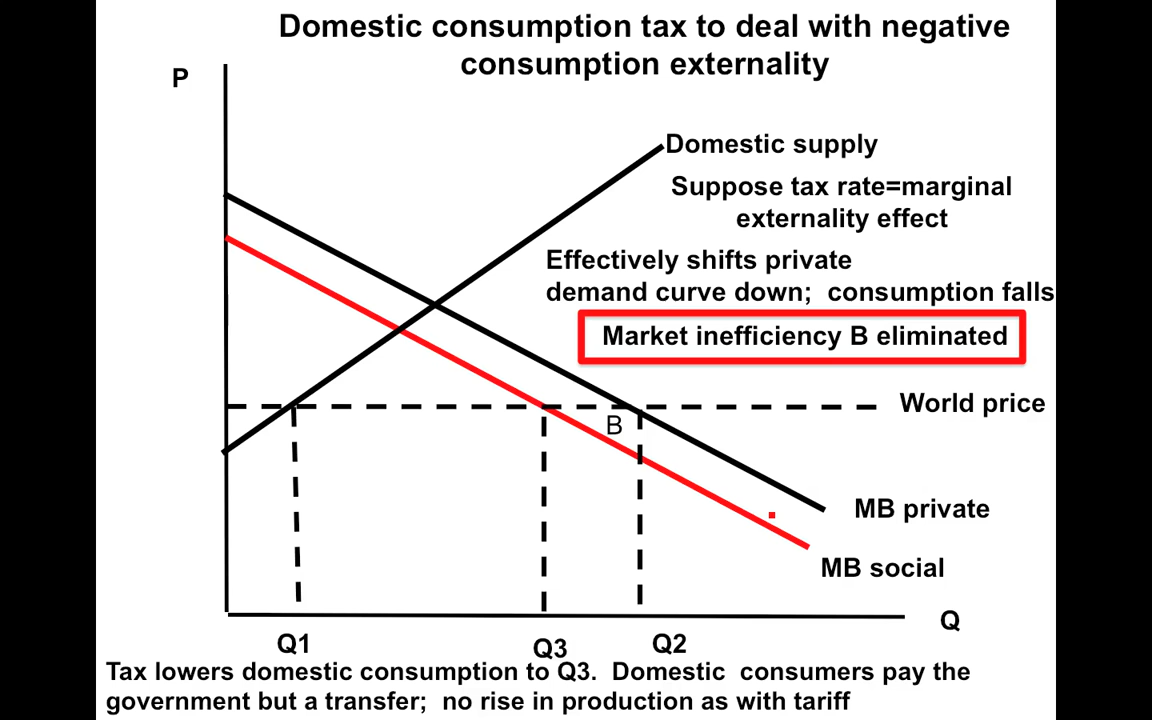 Domestic consumption tax to deal with negative
consumption externality
P
Domestic supply
Suppose tax rate=marginal
externality effect
Effectively shifts private
demand curve down;  consumption falls
Market inefficiency B eliminated
World price
B
MB private
MB social
Q
Q1
Q3
Q2
Tax lowers domestic consumption to Q3.  Domestic  consumers pay the
government but a transfer;  no rise in production as with tariff